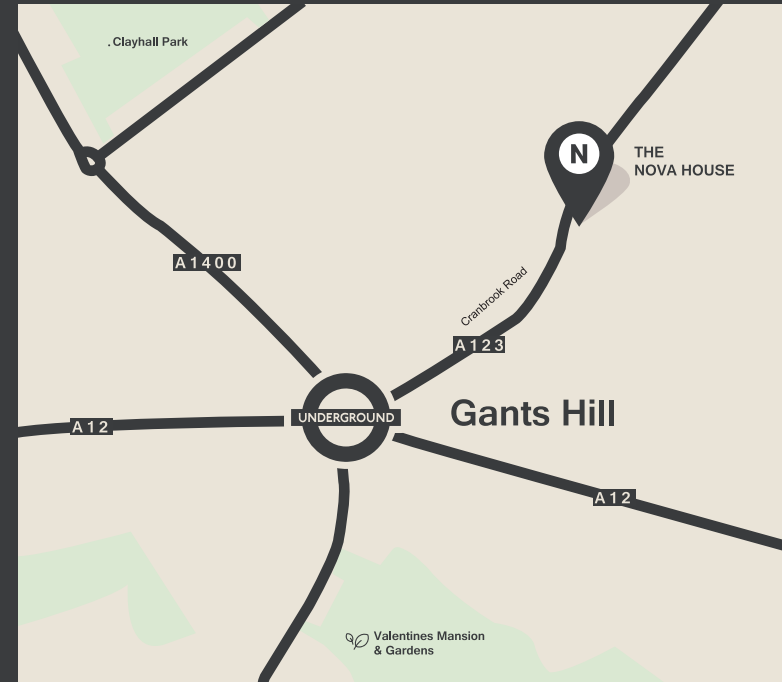 . Clayhall Park
N
THE
NOVA HOUSE
A1400
Cranbrook Road
A123
UNDERGROUND
Gants Hill
A12
A12
Valentines Mansion
& Gardens